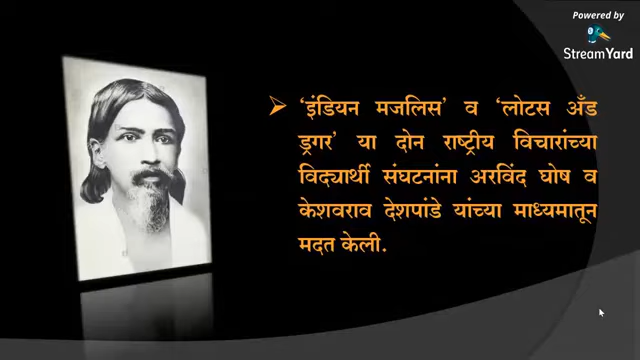 Powered by
StreamYard
➢ ‘इंडियन मजलिस’ व ‘लोटस अँड
ड्रगर’ या दोन राष्ट्रीय विचारांच्या
विद्यार्थी संघटनांना अरविंद घोष व
केशवराव देशपांडे यांच्या माध्यमातून
मदत केली.